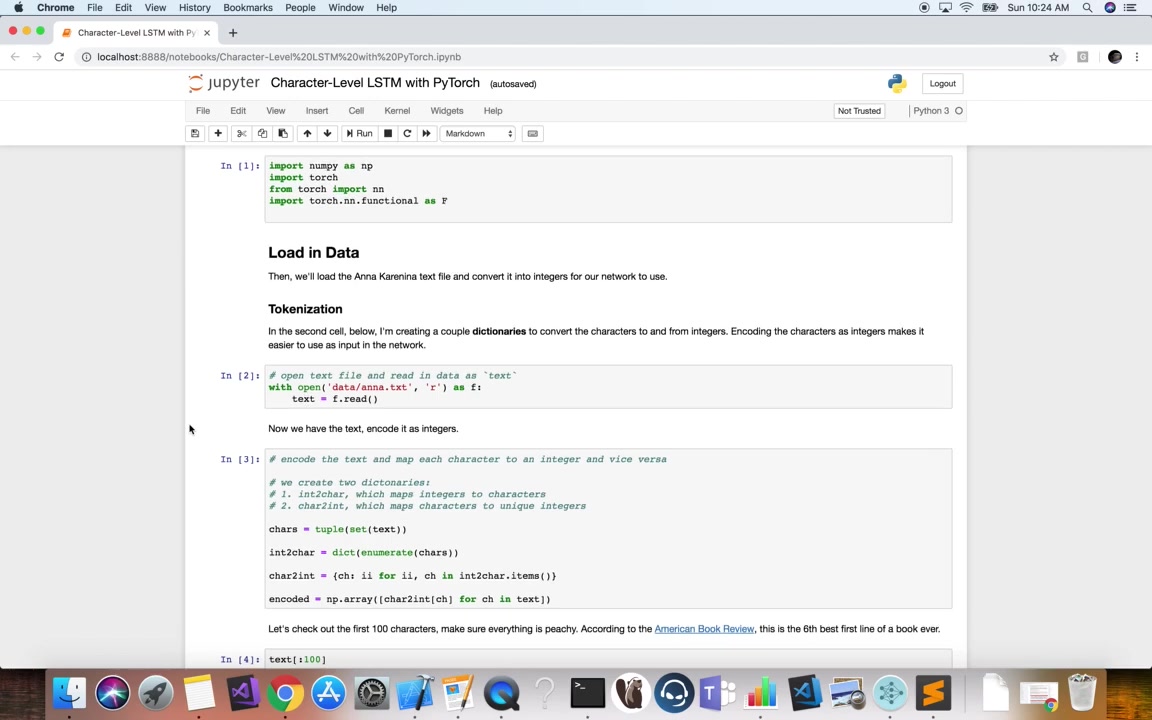 Chrome File Edit View History Bookmarks People Window Help Sun 10:24 AM
Character-Level LSTM with Py
localhost:8888/notebooks/Character-Level%20LSTM%20with%20PyTorch.ipynb
jupyter Character-Level LSTM with PyTorch (autosaved) Logout
File Edit View Insert Cell Kernel Widgets Help Not Trusted Python 3
Run Markdown
In [1]: import numpy as np
import torch
from torch import nn
import torch.nn.functional as F
Load in Data
Then, we'll load the Anna Karenina text file and convert it into integers for our network to use.
Tokenization
In the second cell, below, I'm creating a couple dictionaries to convert the characters to and from integers. Encoding the characters as integers makes it
easier to use as input in the network.
In [2]: # open text file and read in data as `text`
with open('data/anna.txt', 'r') as f:
    text = f.read()
Now we have the text, encode it as integers.
In [3]: # encode the text and map each character to an integer and vice versa
# we create two dictonaries:
# 1. int2char, which maps integers to characters
# 2. char2int, which maps characters to unique integers
chars = tuple(set(text))
int2char = dict(enumerate(chars))
char2int = {ch: ii for ii, ch in int2char.items()}
encoded = np.array([char2int[ch] for ch in text])
Let's check out the first 100 characters, make sure everything is peachy. According to the American Book Review, this is the 6th best first line of a book ever.
In [4]: text[:100]